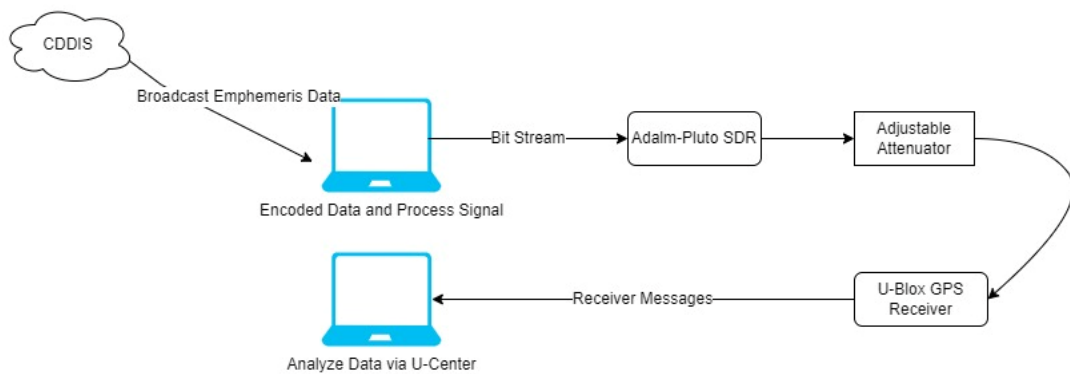 CDDIS
Broadcast Emphemeris Data
Bit Stream
Adalm-Pluto SDR
Adjustable
Attenuator
Encoded Data and Process Signal
U-Blox GPS
Receiver
Receiver Messages
Analyze Data via U-Center